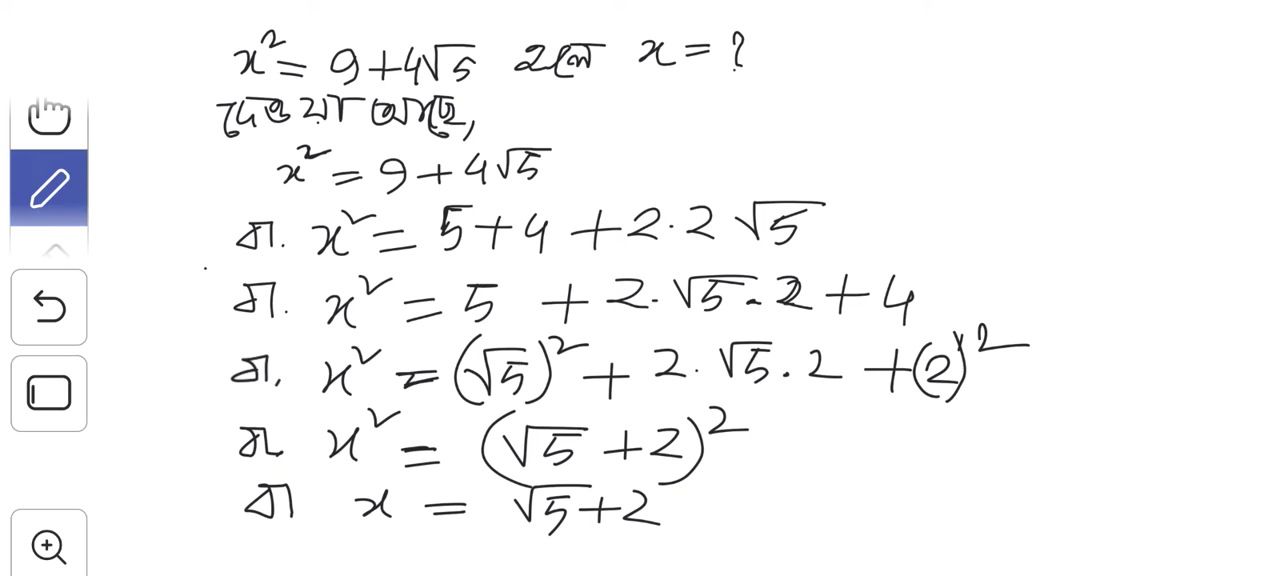 x² = 9 + 4√5 হলে x = ?
দেওয়া আছে,
x² = 9 + 4√5
বা. x² = 5 + 4 + 2·2 √5
বা. x² = 5 + 2·√5·2 + 4
বা, x² = (√5)² + 2·√5·2 + (2)²
বা x² = (√5 + 2)²
বা x = √5 + 2